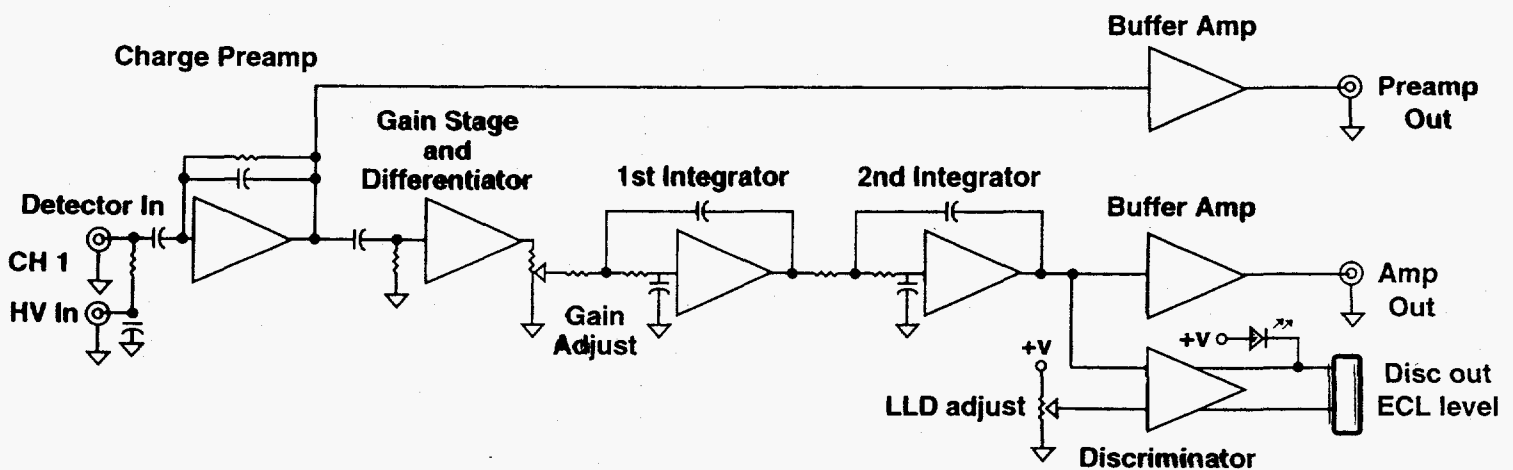 Charge Preamp
Buffer Amp
Preamp
Out
Gain Stage
and
Differentiator
1st Integrator
2nd Integrator
Buffer Amp
Detector In
CH 1
HV In
Gain
Adjust
Amp
Out
+v
+v
LLD adjust
Disc out
ECL level
Discriminator